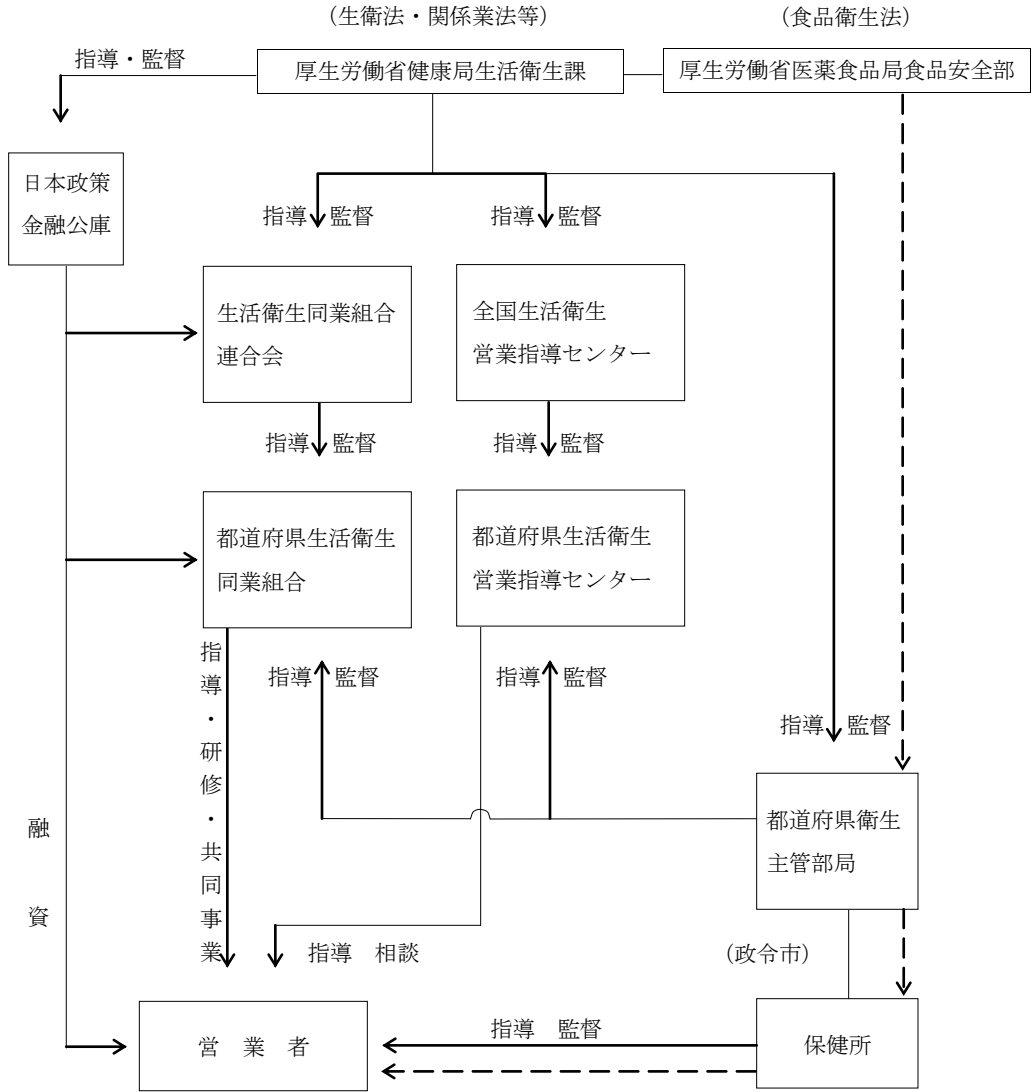 （生衛法・関係業法等）
（食品衛生法）
指導・監督
厚生労働省健康局生活衛生課
厚生労働省医薬食品局食品安全部
日本政策
金融公庫
指導 監督
指導 監督
生活衛生同業組合
連合会
全国生活衛生
営業指導センター
指導 監督
指導 監督
都道府県生活衛生
同業組合
都道府県生活衛生
営業指導センター
指導・研修・共同事業
指導 監督
指導 監督
指導 監督
融資
都道府県衛生
主管部局
指導 相談
（政令市）
営業者
指導 監督
保健所